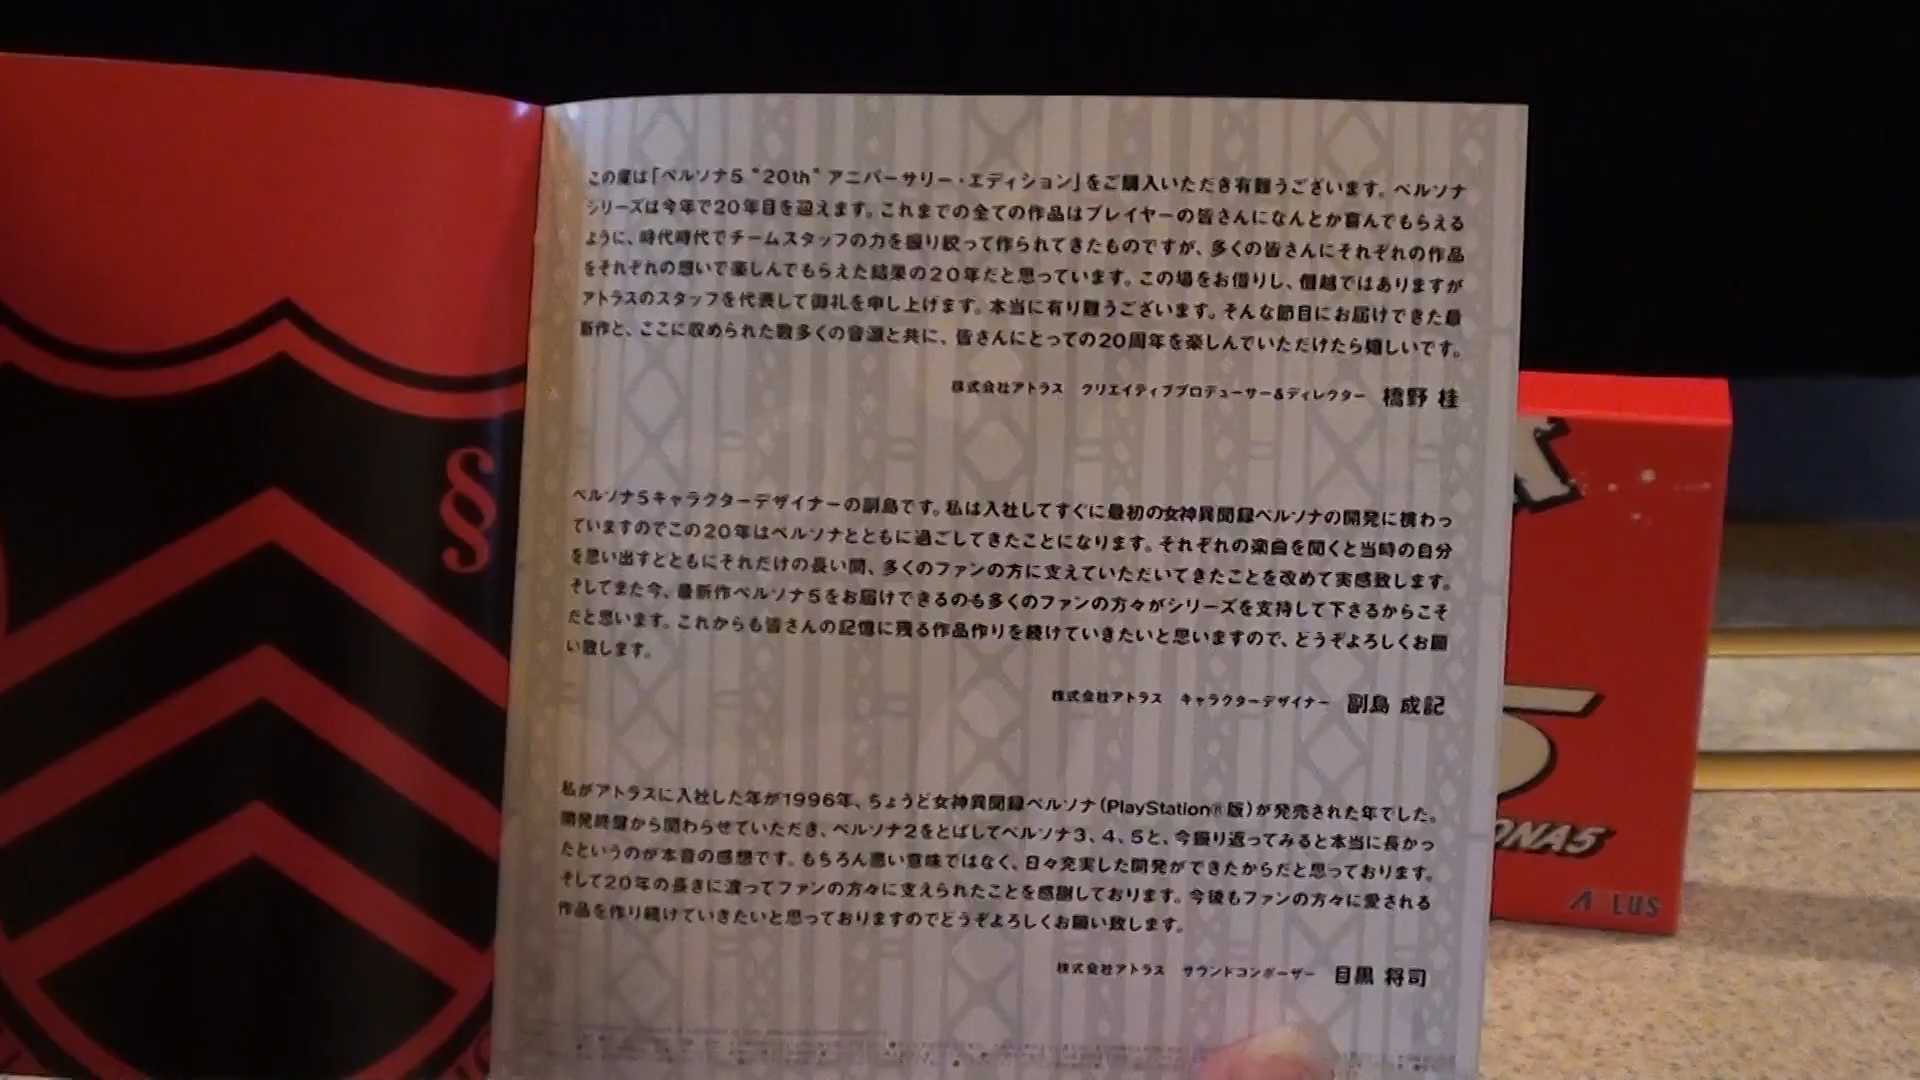 この度は「ペルソナ5 "20th" アニバーサリー・エディション」をご購入いただき有難うございます。ペルソナ
シリーズは今年で20年目を迎えます。これまでの全ての作品はプレイヤーの皆さんになんとか喜んでもらえる
ように、時代時代でチームスタッフの力を振り絞って作られてきたものですが、多くの皆さんにそれぞれの作品
をそれぞれの想いで楽しんでもらえた結果の20年だと思っています。この場をお借りし、僭越ではありますが
アトラスのスタッフを代表して御礼を申し上げます。本当に有り難うございます。そんな節目にお届けできた最
新作と、ここに収められた数多くの音源と共に、皆さんにとっての20周年を楽しんでいただけたら嬉しいです。
株式会社アトラス クリエイティブプロデューサー&ディレクター 橋野 桂
ペルソナ5キャラクターデザイナーの副島です。私は入社してすぐに最初の女神異聞録ペルソナの開発に携わっ
ていますのでこの20年はペルソナとともに過ごしてきたことになります。それぞれの楽曲を聞くと当時の自分
を思い出すとともにそれだけの長い間、多くのファンの方に支えていただいてきたことを改めて実感致します。
そしてまた今、最新作ペルソナ5をお届けできるのも多くのファンの方々がシリーズを支持して下さるからこそ
だと思います。これからも皆さんの記憶に残る作品作りを続けていきたいと思いますので、どうぞよろしくお願
い致します。
株式会社アトラス キャラクターデザイナー 副島 成記
私がアトラスに入社した年が1996年、ちょうど女神異聞録ペルソナ(PlayStation®版)が発売された年でした。
開発終盤から関わらせていただき、ペルソナ2をとばしてペルソナ3、4、5と、今振り返ってみると本当に長かっ
たというのが本音の感想です。もちろん悪い意味ではなく、日々充実した開発ができたからだと思っております。
そして20年の長きに渡ってファンの方々に支えられたことを感謝しております。今後もファンの方々に愛される
作品を作り続けていきたいと思っておりますのでどうぞよろしくお願い致します。
株式会社アトラス サウンドコンポーザー 目黒 将司
§
5
ONA5
A LUS